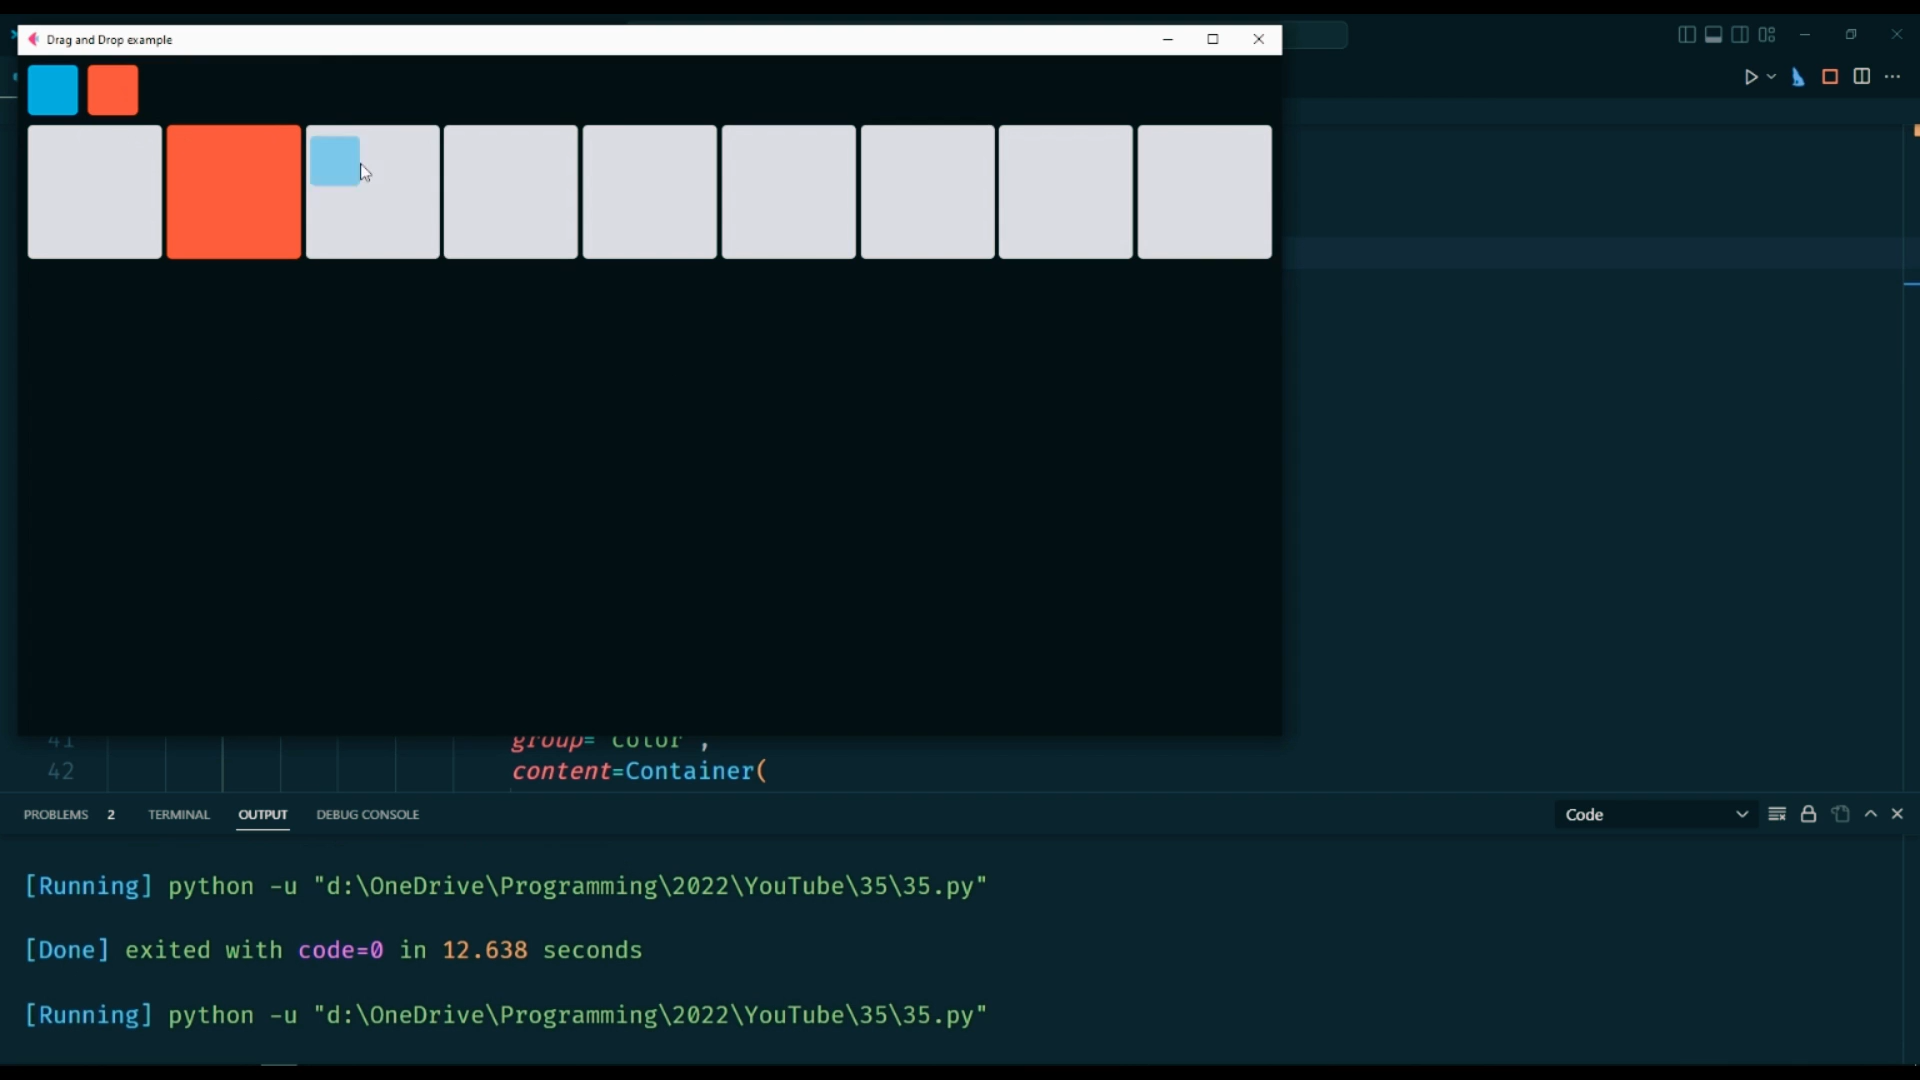 Drag and Drop example
41 group="color",
42 content=Container(
PROBLEMS 2 TERMINAL OUTPUT DEBUG CONSOLE Code
[Running] python -u "d:\OneDrive\Programming\2022\YouTube\35\35.py"
[Done] exited with code=0 in 12.638 seconds
[Running] python -u "d:\OneDrive\Programming\2022\YouTube\35\35.py"